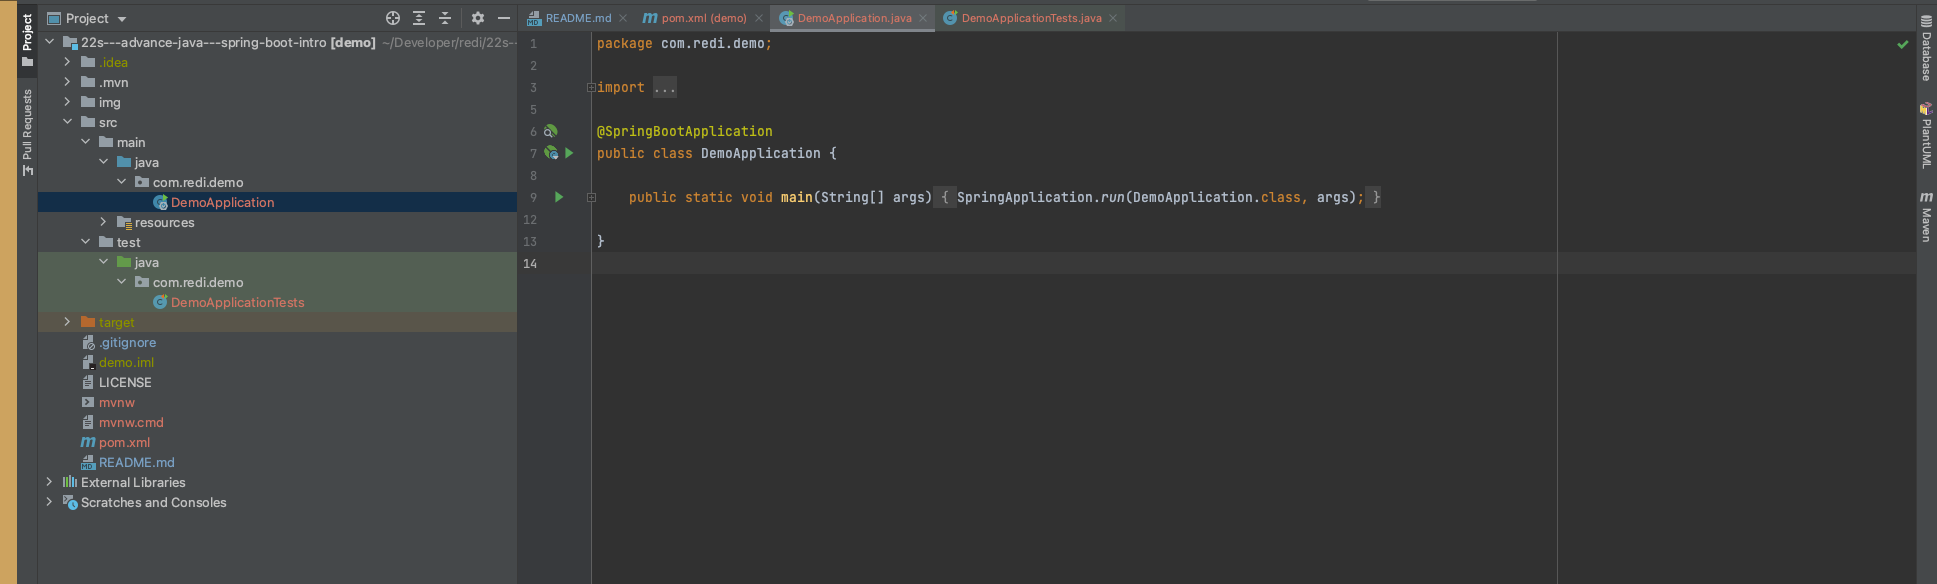 Project
Pull Requests
Project
22s---advance-java---spring-boot-intro [demo] ~/Developer/redi/22s--
.idea
.mvn
img
src
main
java
com.redi.demo
DemoApplication
resources
test
java
com.redi.demo
DemoApplicationTests
target
.gitignore
demo.iml
LICENSE
mvnw
mvnw.cmd
pom.xml
README.md
External Libraries
Scratches and Consoles
README.md
pom.xml (demo)
DemoApplication.java
DemoApplicationTests.java
1 package com.redi.demo;
2
3 import ...
5
6 @SpringBootApplication
7 public class DemoApplication {
8
9 public static void main(String[] args) { SpringApplication.run(DemoApplication.class, args); }
12
13 }
14
Database
PlantUML
Maven